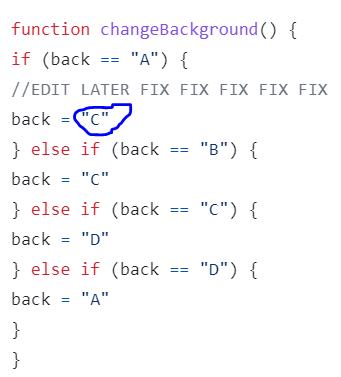 function changeBackground() {
if (back == "A") {
//EDIT LATER FIX FIX FIX FIX FIX
back = "C"
} else if (back == "B") {
back = "C"
} else if (back == "C") {
back = "D"
} else if (back == "D") {
back = "A"
}
}